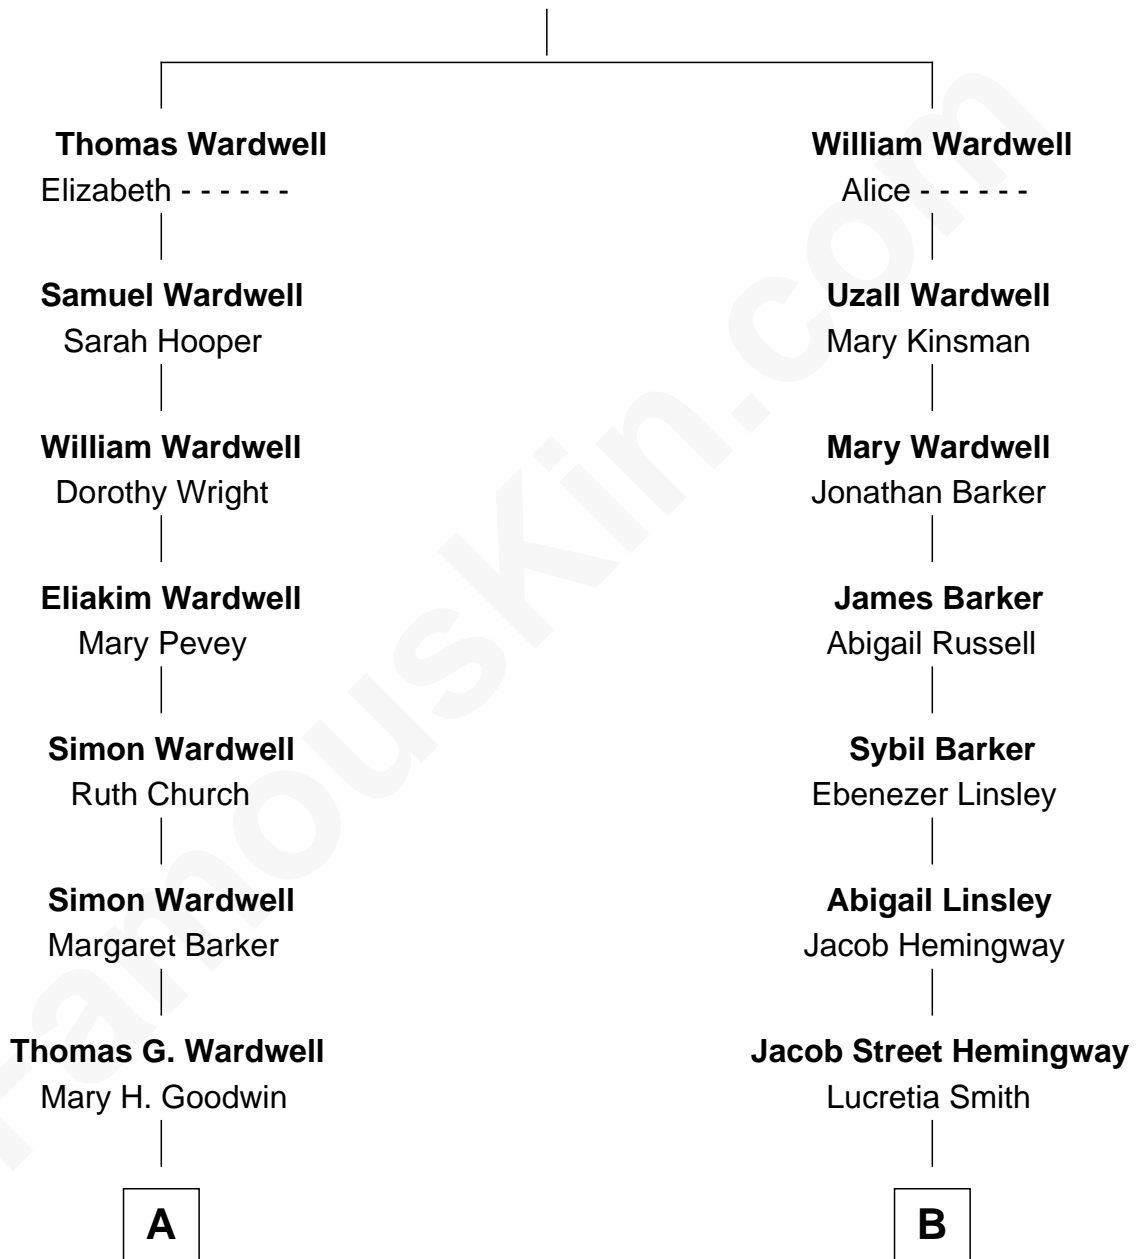 Thomas Wardwell
Elizabeth - - - - - -
William Wardwell
Alice - - - - - -
Samuel Wardwell
Sarah Hooper
Uzall Wardwell
Mary Kinsman
William Wardwell
Dorothy Wright
Mary Wardwell
Jonathan Barker
Eliakim Wardwell
Mary Pevey
James Barker
Abigail Russell
Simon Wardwell
Ruth Church
Sybil Barker
Ebenezer Linsley
Simon Wardwell
Margaret Barker
Abigail Linsley
Jacob Hemingway
Thomas G. Wardwell
Mary H. Goodwin
Jacob Street Hemingway
Lucretia Smith
A
B
FamousKin.com